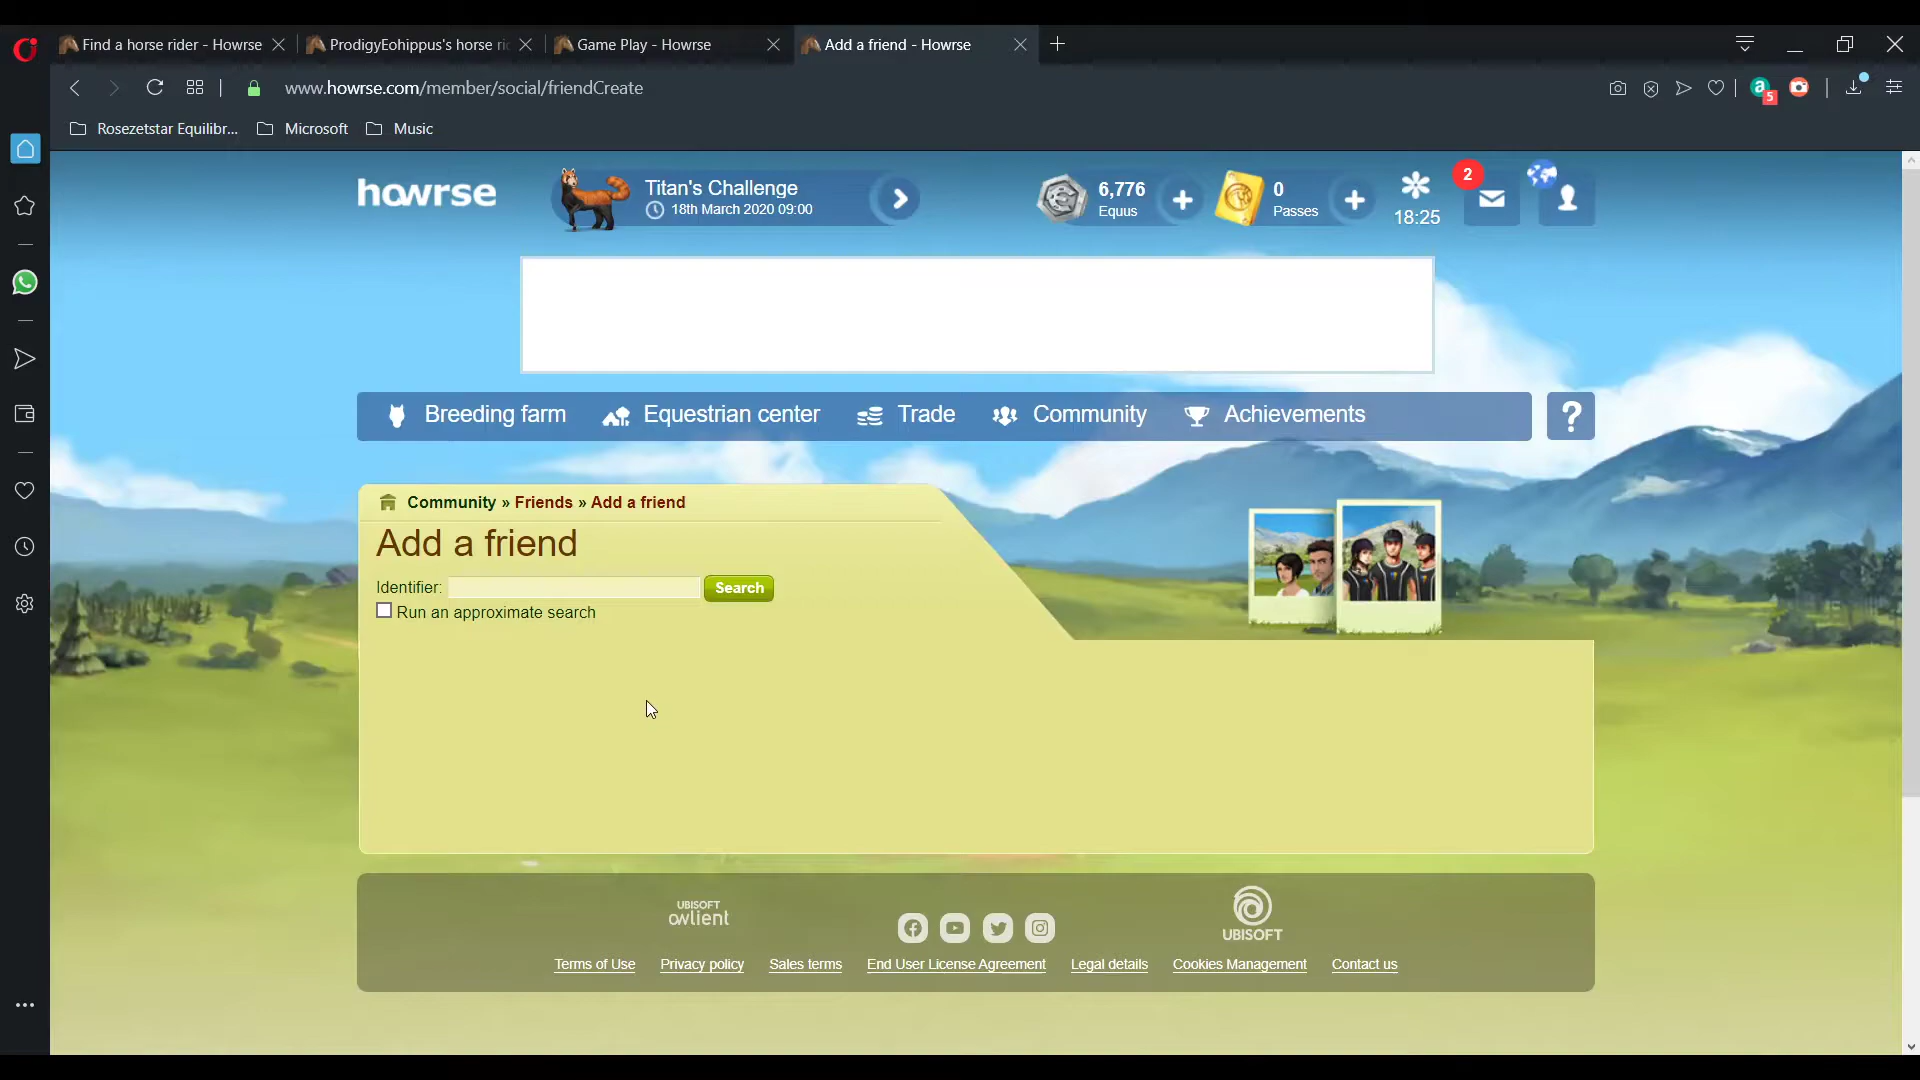 Find a horse rider - Howrse
ProdigyEohippus's horse ri
Game Play - Howrse
Add a friend - Howrse
www.howrse.com/member/social/friendCreate
5
Rosezetstar Equilibr...
Microsoft
Music
howrse
Titan's Challenge
18th March 2020 09:00
6,776
Equus
0
Passes
18:25
2
Breeding farm
Equestrian center
Trade
Community
Achievements
?
Community » Friends » Add a friend
Add a friend
Identifier:
Search
Run an approximate search
UBISOFT
owlient
UBISOFT
Terms of Use
Privacy policy
Sales terms
End User License Agreement
Legal details
Cookies Management
Contact us